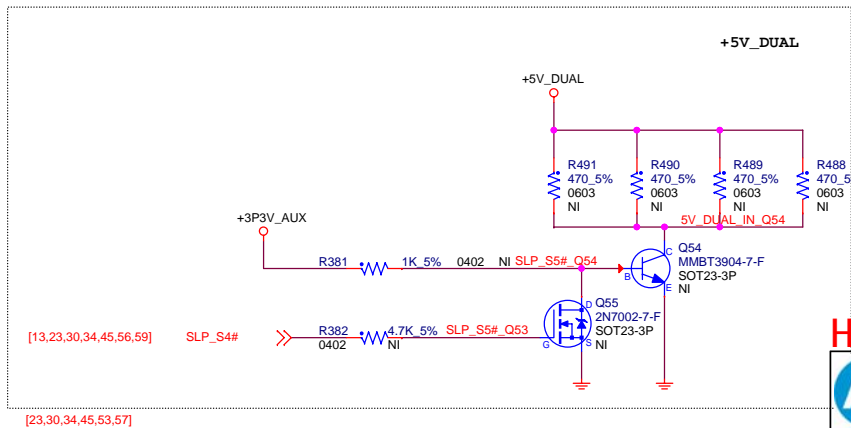 +5V_DUAL
+5V_DUAL
R491
470_5%
0603
NI
R490
470_5%
0603
NI
R489
470_5%
0603
NI
R488
470_5
0603
NI
5V_DUAL_IN_Q54
+3P3V_AUX
R381 1K_5% 0402 NI SLP_S5#_Q54
Q54
MMBT3904-7-F
SOT23-3P
NI
C
B
E
Q55
2N7002-7-F
SOT23-3P
NI
D
G
S
[13,23,30,34,45,56,59] SLP_S4# R382 4.7K_5% SLP_S5#_Q53
0402 NI
H
[23,30,34,45,53,57]